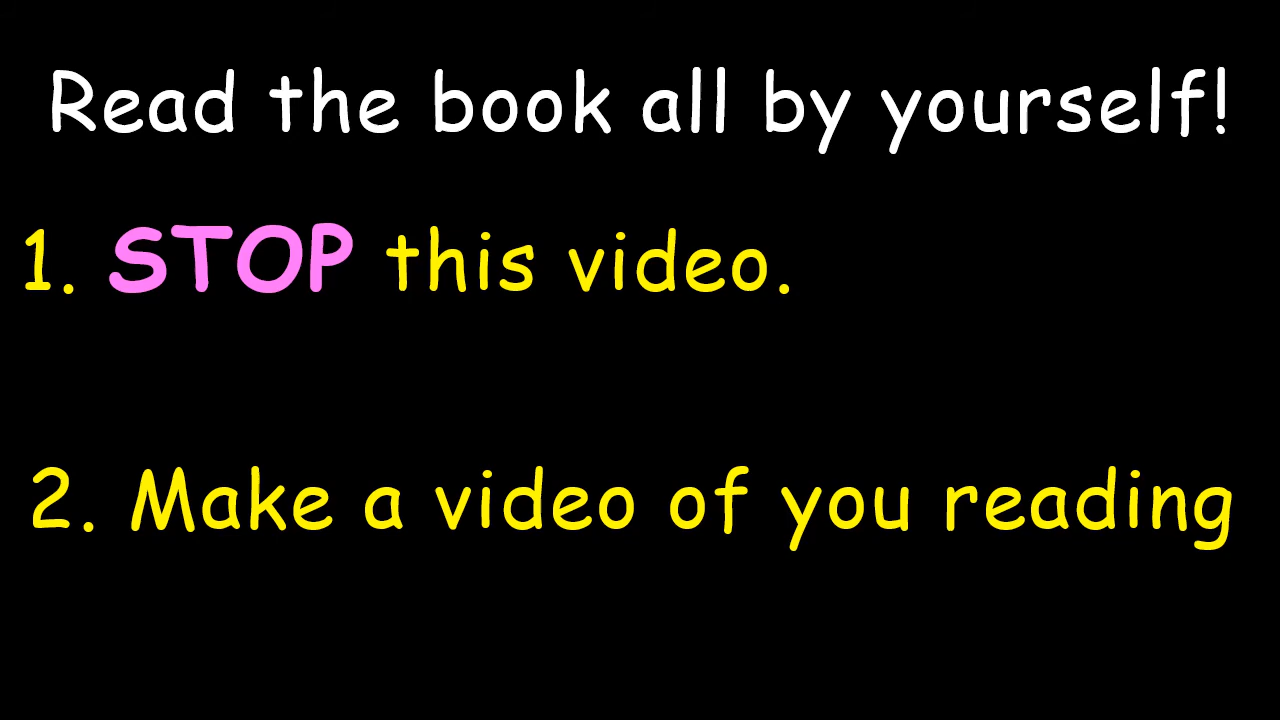 Read the book all by yourself!
1. STOP this video.
2. Make a video of you reading